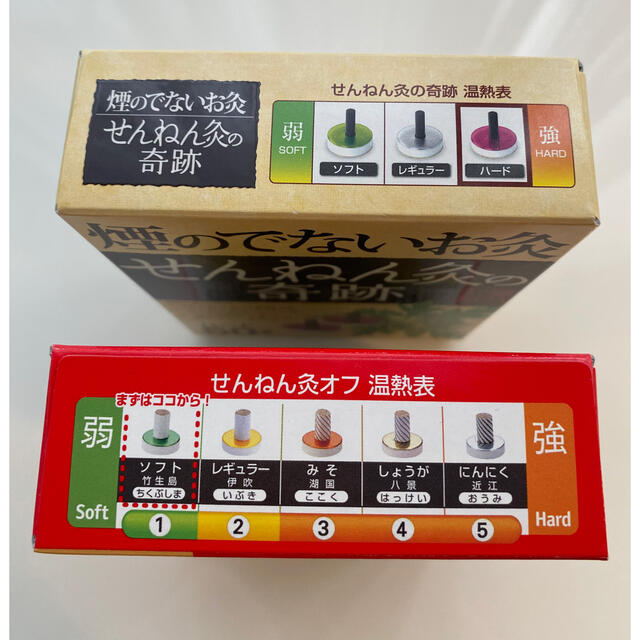 煙のでないお灸
せんねん灸の
奇跡
せんねん灸の奇跡 温熱表
弱
SOFT
ソフト
レギュラー
ハード
強
HARD
煙のでないお灸
せんねん灸の
奇跡
せんねん灸オフ 温熱表
まずはココから!
弱
Soft
ソフト
竹生島
ちくぶしま
1
レギュラー
伊吹
いぶき
2
みそ
湖国
ここく
3
しょうが
八景
はっけい
4
にんにく
近江
おうみ
5
強
Hard